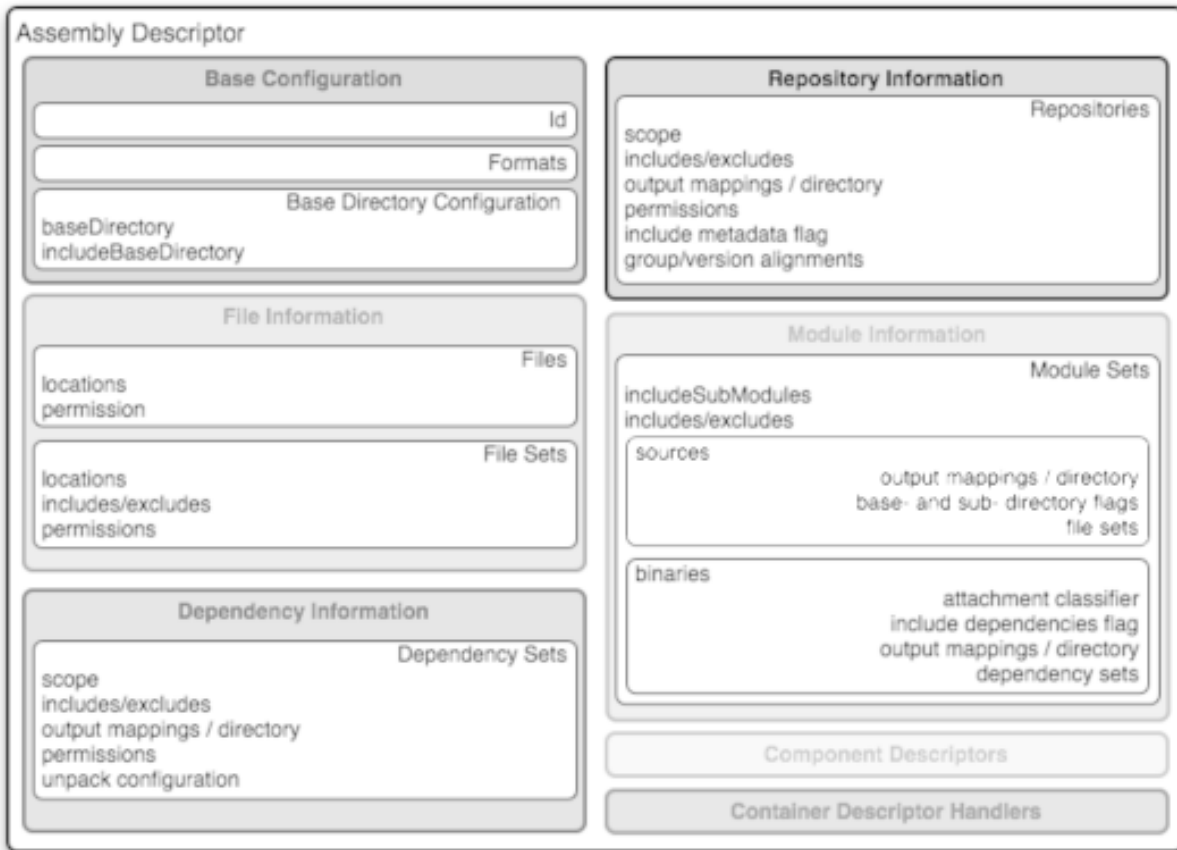 Assembly Descriptor
Base Configuration
Id
Formats
Base Directory Configuration
baseDirectory
includeBaseDirectory
File Information
Files
locations
permission
File Sets
locations
includes/excludes
permissions
Dependency Information
Dependency Sets
scope
includes/excludes
output mappings / directory
permissions
unpack configuration
Repository Information
Repositories
scope
includes/excludes
output mappings / directory
permissions
include metadata flag
group/version alignments
Module Information
Module Sets
includeSubModules
includes/excludes
sources
output mappings / directory
base- and sub- directory flags
file sets
binaries
attachment classifier
include dependencies flag
output mappings / directory
dependency sets
Component Descriptors
Container Descriptor Handlers